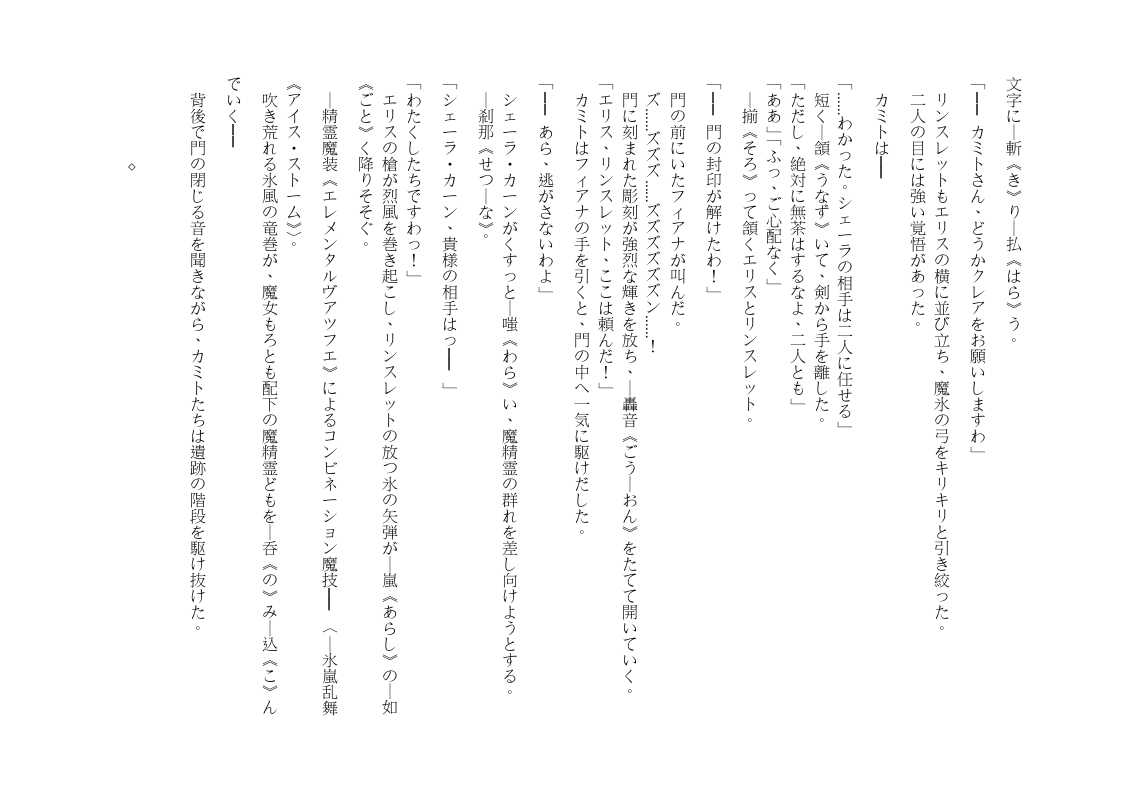 文字に―斬《き》り―払《はら》う。
「━━ カミトさん、どうかクレアをお願いしますわ」
リンスレットもエリスの横に並び立ち、魔氷の弓をキリキリと引き絞った。
二人の目には強い覚悟があった。
カミトは━━
「……わかった。シェーラの相手は二人に任せる」
短く―頷《うなず》いて、剣から手を離した。
「ただし、絶対に無茶はするなよ、二人とも」
「ああ」「ふっ、ご心配なく」
―揃《そろ》って頷くエリスとリンスレット。
「━━ 門の封印が解けたわ！」
門の前にいたフィアナが叫んだ。
ズ……ズズズ……ズズズズズズン……！
門に刻まれた彫刻が強烈な輝きを放ち、―轟音《ごう―おん》をたてて開いていく。
「エリス、リンスレット、ここは頼んだ！」
カミトはフィアナの手を引くと、門の中へ一気に駆けだした。
「━━ あら、逃がさないわよ」
シェーラ・カーンがくすっと―嗤《わら》い、魔精霊の群れを差し向けようとする。
―刹那《せつ―な》。
「シェーラ・カーン、貴様の相手はっ━━ 」
「わたくしたちですわっ！」
エリスの槍が烈風を巻き起こし、リンスレットの放つ氷の矢弾が―嵐《あらし》の―如
《ごと》く降りそそぐ。
―精霊魔装《エレメンタルヴアツフエ》によるコンビネーション魔技━━ 〈―氷嵐乱舞
《アイス・ストーム》〉。
吹き荒れる氷風の竜巻が、魔女もろとも配下の魔精霊どもを―呑《の》み―込《こ》ん
でいく━━
背後で門の閉じる音を聞きながら、カミトたちは遺跡の階段を駆け抜けた。
◇